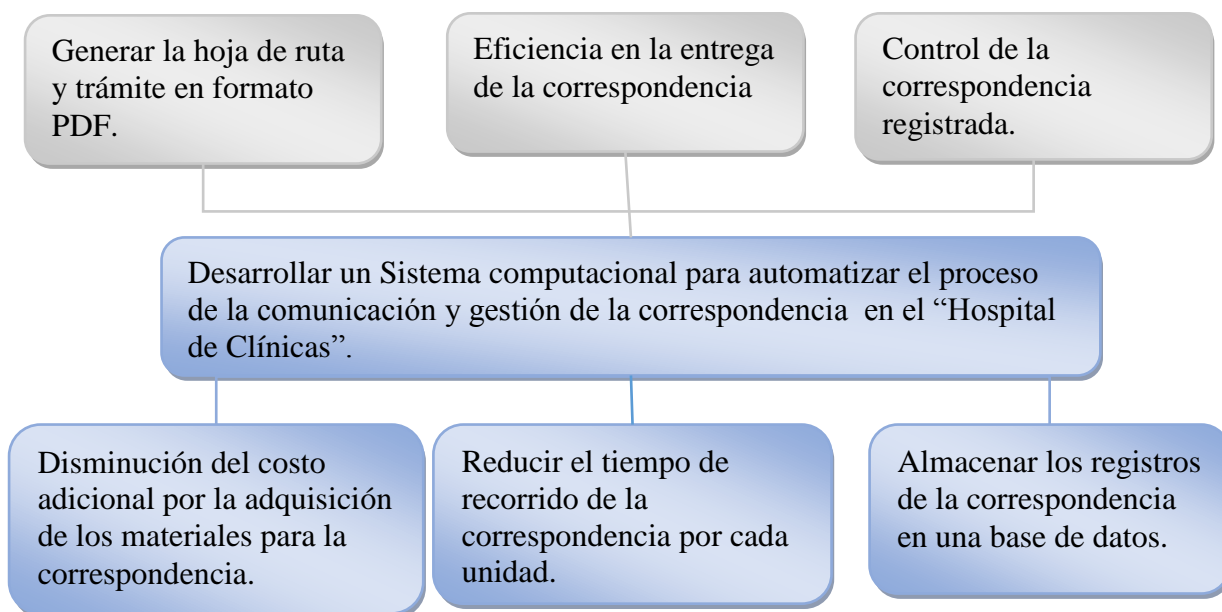 Generar la hoja de ruta
y trámite en formato
PDF.
Eficiencia en la entrega
de la correspondencia
Control de la
correspondencia
registrada.
Desarrollar un Sistema computacional para automatizar el proceso
de la comunicación y gestión de la correspondencia en el “Hospital
de Clínicas”.
Disminución del costo
adicional por la adquisición
de los materiales para la
correspondencia.
Reducir el tiempo de
recorrido de la
correspondencia por cada
unidad.
Almacenar los registros
de la correspondencia
en una base de datos.